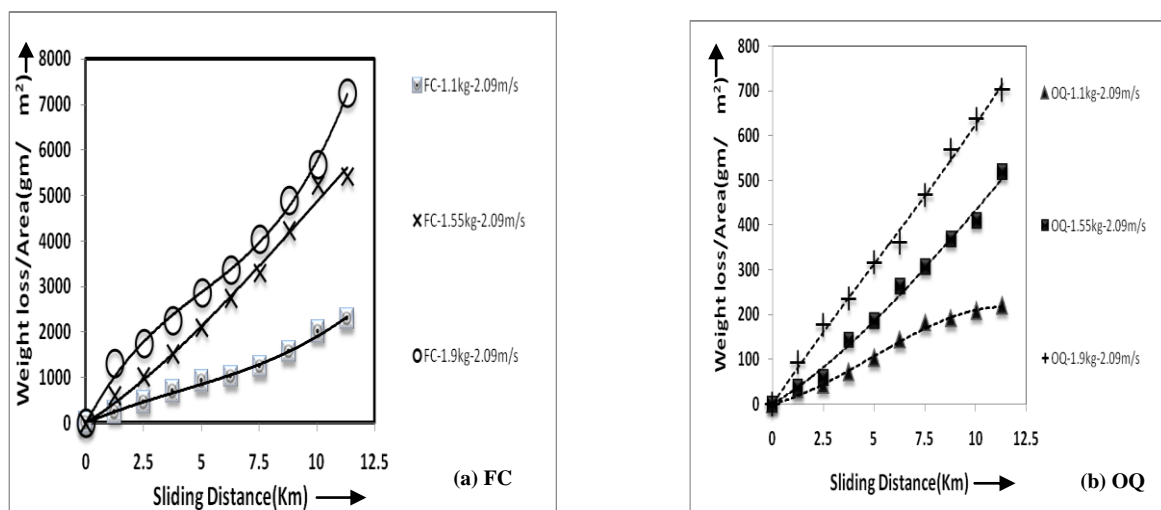 Weight loss/Area(gm/ m²)
8000
7000
6000
5000
4000
3000
2000
1000
0
0 2.5 5 7.5 10 12.5
Sliding Distance(Km)
FC-1.1kg-2.09m/s
FC-1.55kg-2.09m/s
FC-1.9kg-2.09m/s
(a) FC
Weight loss/Area(gm/ m²)
800
700
600
500
400
300
200
100
0
0 2.5 5 7.5 10 12.5
Sliding Distance(Km)
OQ-1.1kg-2.09m/s
OQ-1.55kg-2.09m/s
OQ-1.9kg-2.09m/s
(b) OQ